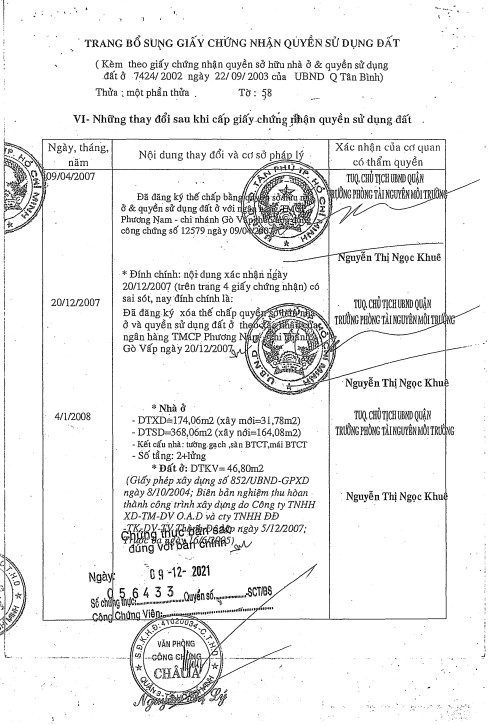 TRANG BỔ SUNG GIẤY CHỨNG NHẬN QUYỀN SỬ DỤNG ĐẤT
( Kèm theo giấy chứng nhận quyền sở hữu nhà ở & quyền sử dụng
đất ở 7424/2002 ngày 22/09/2003 của UBND Q Tân Bình)
Thửa : một phần thửa Tờ : 58
VI- Những thay đổi sau khi cấp giấy chứng nhận quyền sử dụng đất
Ngày, tháng, năm
Nội dung thay đổi và cơ sở pháp lý
Xác nhận của cơ quan có thẩm quyền
09/04/2007
Đã đăng ký thế chấp bằng quyền sở hữu nhà
ở & quyền sử dụng đất ở với TMCP
Phương Nam - chi nhánh Gò Vấp
công chứng số 12579 ngày 09/04/2007
TUQ. CHỦ TỊCH UBND QUẬN
TRƯỞNG PHÒNG TÀI NGUYÊN MÔI TRƯỜNG
Nguyễn Thị Ngọc Khuê
20/12/2007
* Đính chính: nội dung xác nhận ngày
20/12/2007 (trên trang 4 giấy chứng nhận) có
sai sót, nay đính chính là:
Đã đăng ký xóa thế chấp quyền sở hữu nhà
ở và quyền sử dụng đất ở theo xác nhận của
ngân hàng TMCP Phương Nam - chi nhánh
Gò Vấp ngày 20/12/2007
TUQ. CHỦ TỊCH UBND QUẬN
TRƯỞNG PHÒNG TÀI NGUYÊN MÔI TRƯỜNG
Nguyễn Thị Ngọc Khuê
4/1/2008
* Nhà ở
- DTXD=174,06m2 (xây mới=31,78m2)
- DTSD=368,06m2 (xây mới=164,08m2)
- Kết cấu nhà: tường gạch ,sàn BTCT,mái BTCT
- Số tầng: 2+lửng
* Đất ở: DTKV= 46,80m2
(Giấy phép xây dựng số 852/UBND-GPXD
ngày 8/10/2004; Biên bản nghiệm thu hòan
thành công trình xây dựng do Công ty TNHH
XD-TM-DV O.A.D và cty TNHH ĐĐ
-TK-DV-TV ngày 5/12/2007;
TUQ. CHỦ TỊCH UBND QUẬN
TRƯỞNG PHÒNG TÀI NGUYÊN MÔI TRƯỜNG
Nguyễn Thị Ngọc Khuê
Chứng thực bản sao
đúng với bản chính
Ngày: 09-12-2021
Số chứng thực: 056433 Quyển số SCT/BS
Công Chứng Viên:
VĂN PHÒNG
CÔNG CHỨNG
CHÂU Á